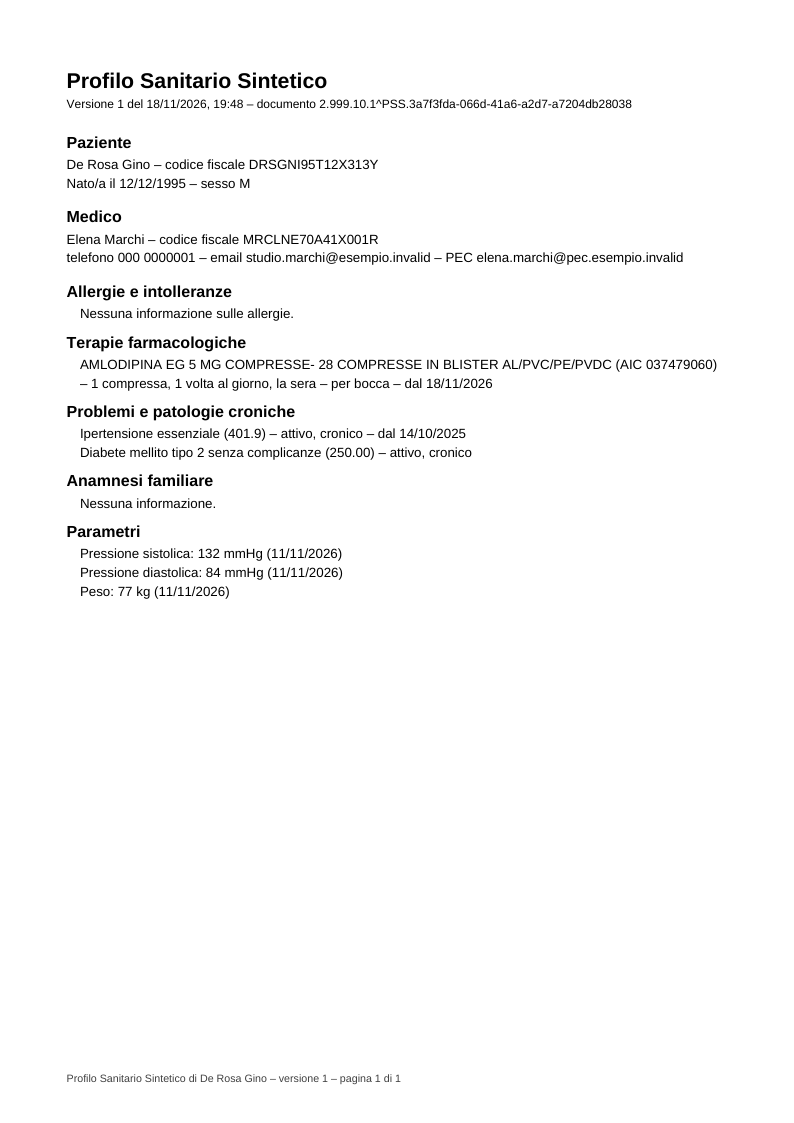 Profilo Sanitario Sintetico
Versione 1 del 18/11/2026, 19:48 – documento 2.999.10.1^PSS.3a7f3fda-066d-41a6-a2d7-a7204db28038
Paziente
De Rosa Gino – codice fiscale DRSGNI95T12X313Y
Nato/a il 12/12/1995 – sesso M
Medico
Elena Marchi – codice fiscale MRCLNE70A41X001R
telefono 000 0000001 – email studio.marchi@esempio.invalid – PEC elena.marchi@pec.esempio.invalid
Allergie e intolleranze
Nessuna informazione sulle allergie.
Terapie farmacologiche
AMLODIPINA EG 5 MG COMPRESSE- 28 COMPRESSE IN BLISTER AL/PVC/PE/PVDC (AIC 037479060)
– 1 compressa, 1 volta al giorno, la sera – per bocca – dal 18/11/2026
Problemi e patologie croniche
Ipertensione essenziale (401.9) – attivo, cronico – dal 14/10/2025
Diabete mellito tipo 2 senza complicanze (250.00) – attivo, cronico
Anamnesi familiare
Nessuna informazione.
Parametri
Pressione sistolica: 132 mmHg (11/11/2026)
Pressione diastolica: 84 mmHg (11/11/2026)
Peso: 77 kg (11/11/2026)
Profilo Sanitario Sintetico di De Rosa Gino – versione 1 – pagina 1 di 1